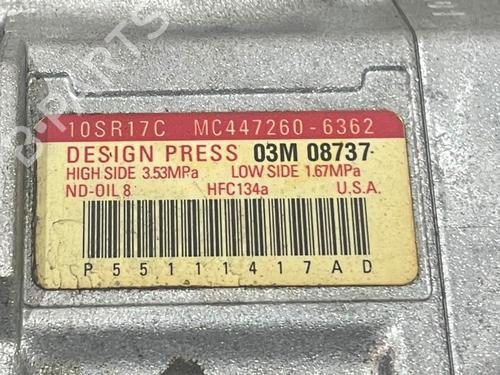 B-PARTS
10SR17C MC447260-6362
DESIGN PRESS 03M 08737
HIGH SIDE 3.53MPa LOW SIDE 1.67MPa
ND-OIL 8 HFC134a U.S.A.
P55111417AD